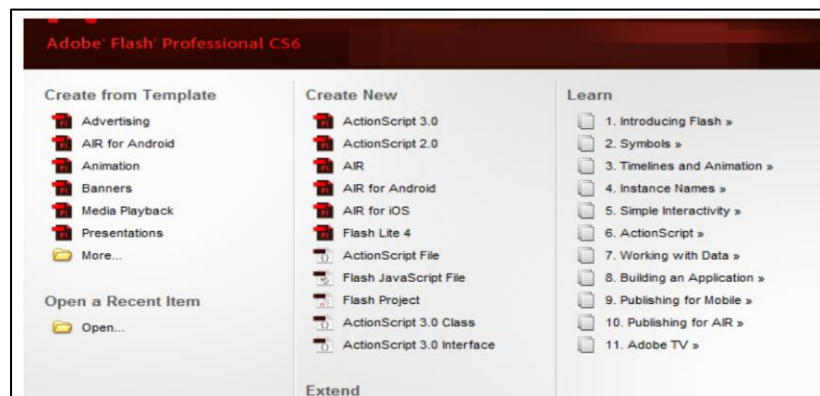 Adobe® Flash® Professional CS6
Create from Template
Advertising
AIR for Android
Animation
Banners
Media Playback
Presentations
More...
Open a Recent Item
Open...
Create New
ActionScript 3.0
ActionScript 2.0
AIR
AIR for Android
AIR for iOS
Flash Lite 4
ActionScript File
Flash JavaScript File
Flash Project
ActionScript 3.0 Class
ActionScript 3.0 Interface
Extend
Learn
1. Introducing Flash »
2. Symbols »
3. Timelines and Animation »
4. Instance Names »
5. Simple Interactivity »
6. ActionScript »
7. Working with Data »
8. Building an Application »
9. Publishing for Mobile »
10. Publishing for AIR »
11. Adobe TV »